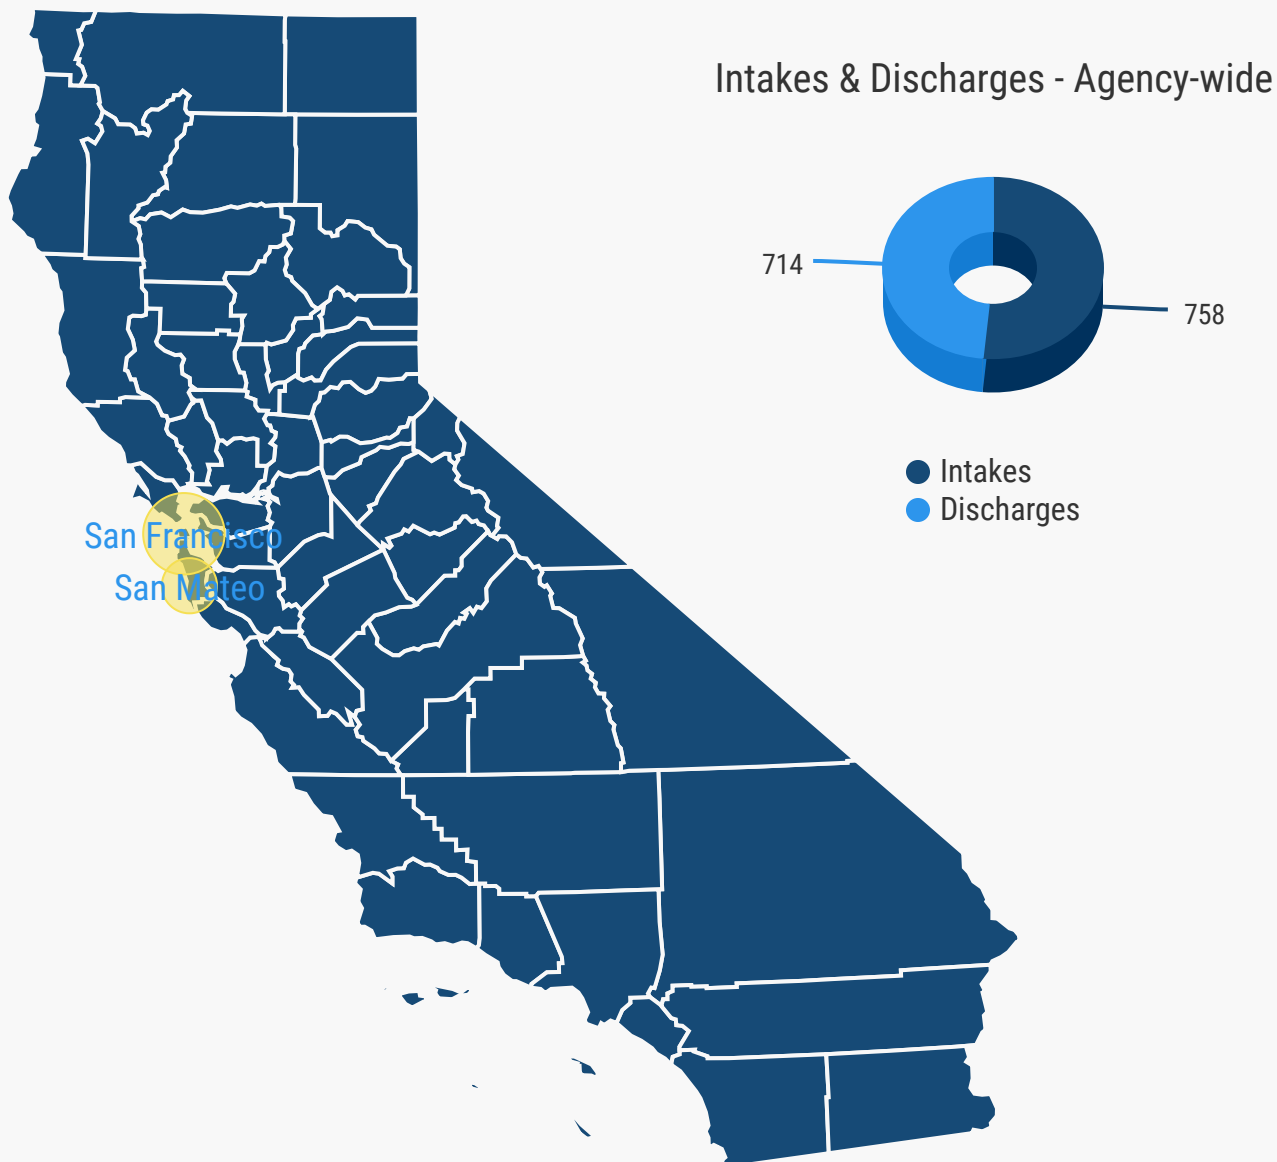 Intakes & Discharges - Agency-wide
714
758
Intakes
Discharges
San Francisco
San Mateo